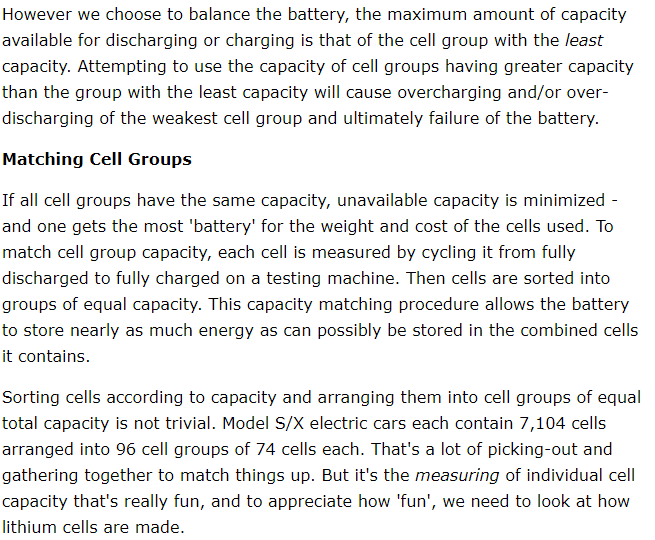 However we choose to balance the battery, the maximum amount of capacity
available for discharging or charging is that of the cell group with the least
capacity. Attempting to use the capacity of cell groups having greater capacity
than the group with the least capacity will cause overcharging and/or over-
discharging of the weakest cell group and ultimately failure of the battery.
Matching Cell Groups
If all cell groups have the same capacity, unavailable capacity is minimized -
and one gets the most 'battery' for the weight and cost of the cells used. To
match cell group capacity, each cell is measured by cycling it from fully
discharged to fully charged on a testing machine. Then cells are sorted into
groups of equal capacity. This capacity matching procedure allows the battery
to store nearly as much energy as can possibly be stored in the combined cells
it contains.
Sorting cells according to capacity and arranging them into cell groups of equal
total capacity is not trivial. Model S/X electric cars each contain 7,104 cells
arranged into 96 cell groups of 74 cells each. That's a lot of picking-out and
gathering together to match things up. But it's the measuring of individual cell
capacity that's really fun, and to appreciate how 'fun', we need to look at how
lithium cells are made.